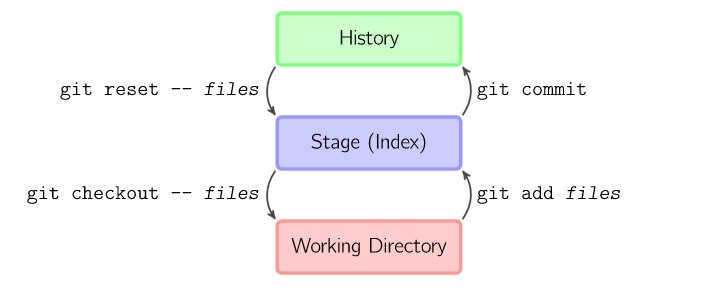 History
git reset -- files
git commit
Stage (Index)
git checkout -- files
git add files
Working Directory